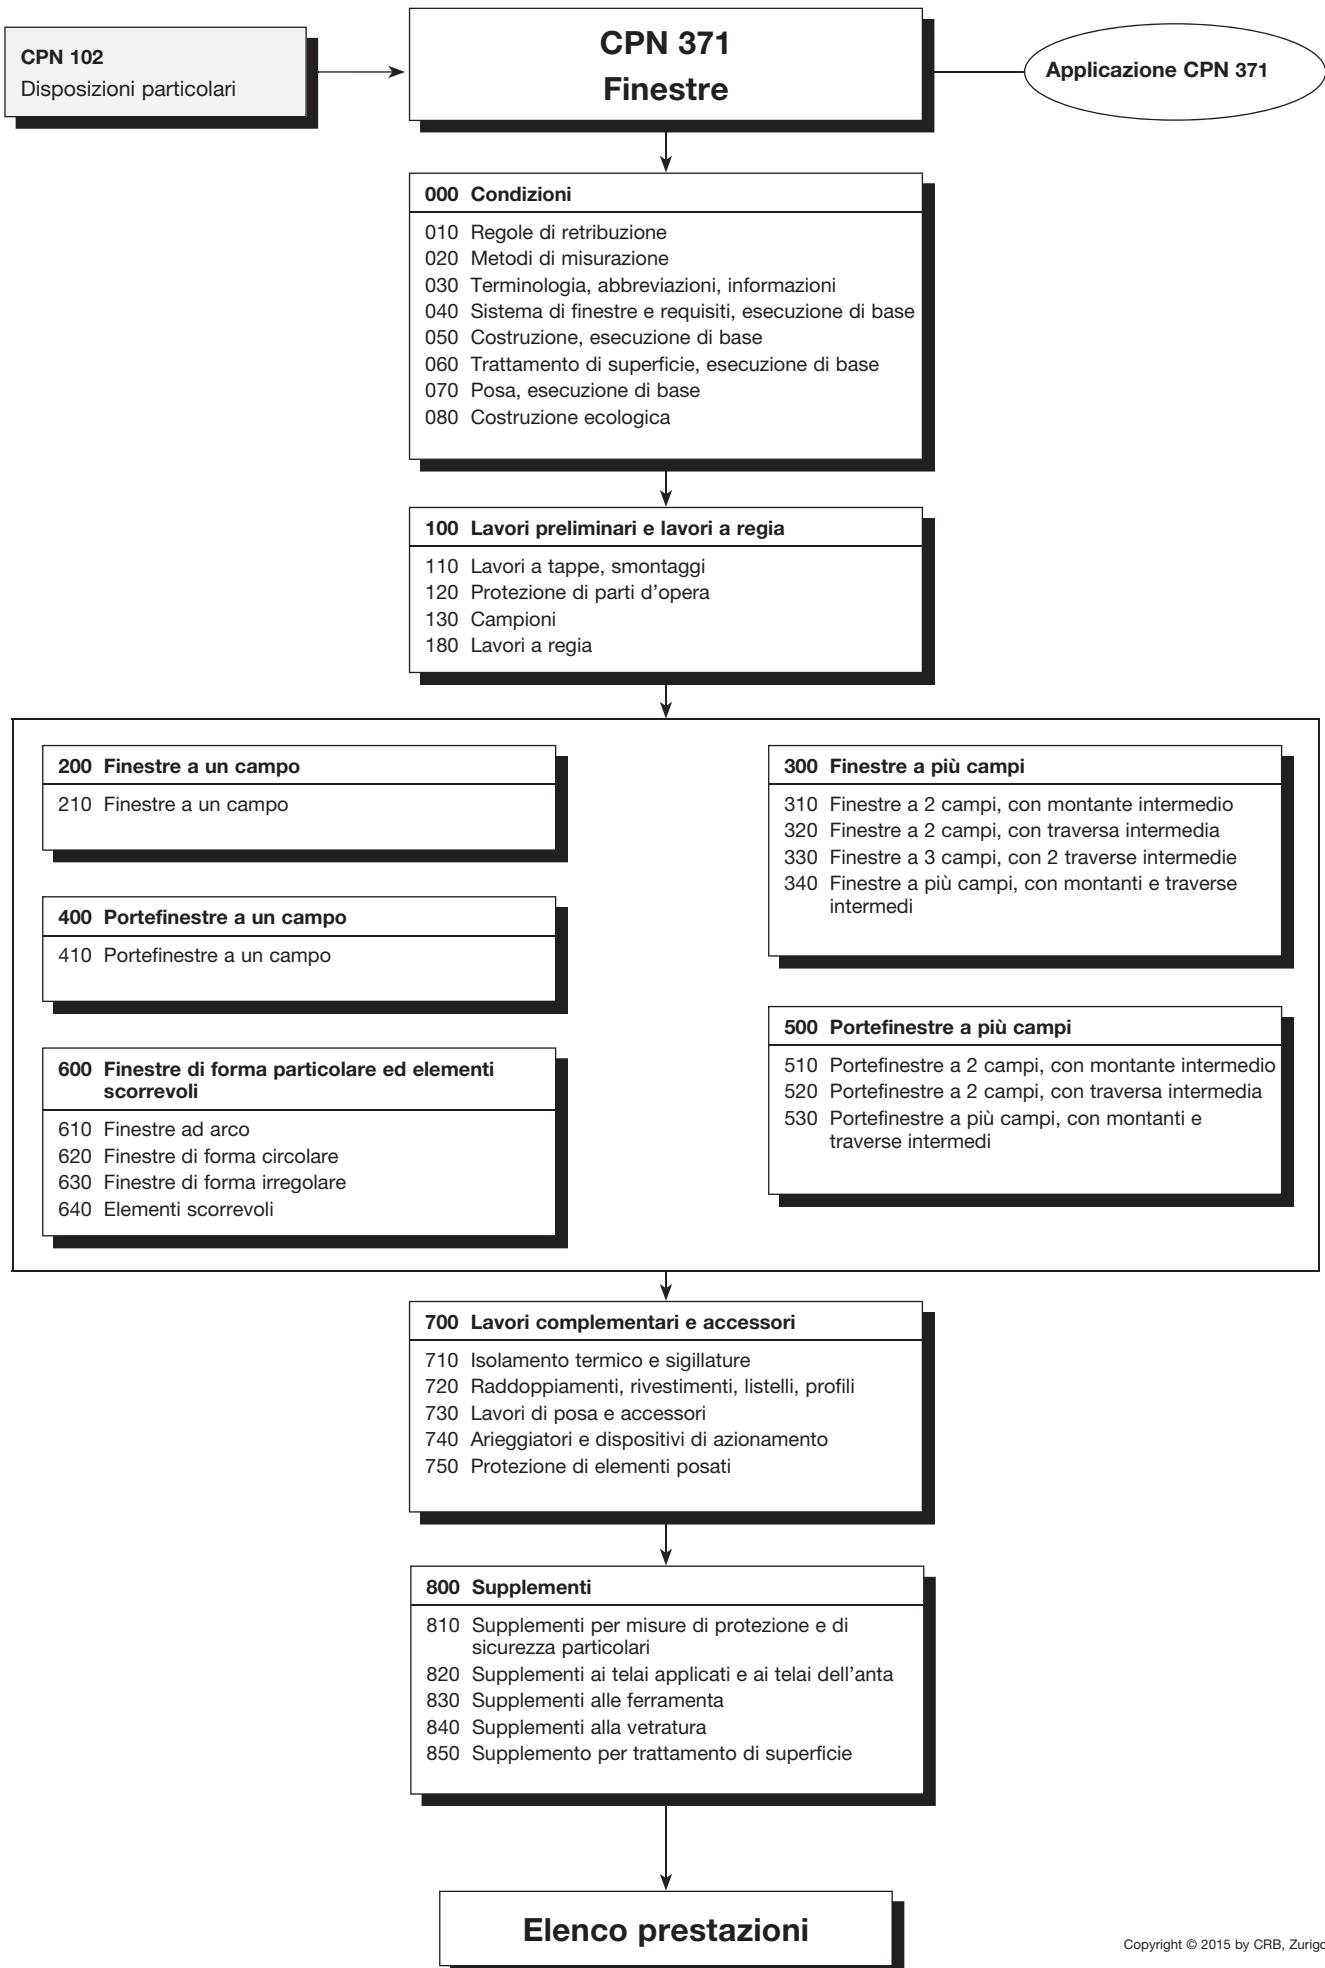 CPN 102
Disposizioni particolari
CPN 371
Finestre
Applicazione CPN 371
000 Condizioni
010 Regole di retribuzione
020 Metodi di misurazione
030 Terminologia, abbreviazioni, informazioni
040 Sistema di finestre e requisiti, esecuzione di base
050 Costruzione, esecuzione di base
060 Trattamento di superficie, esecuzione di base
070 Posa, esecuzione di base
080 Costruzione ecologica
100 Lavori preliminari e lavori a regia
110 Lavori a tappe, smontaggi
120 Protezione di parti d'opera
130 Campioni
180 Lavori a regia
200 Finestre a un campo
210 Finestre a un campo
300 Finestre a più campi
310 Finestre a 2 campi, con montante intermedio
320 Finestre a 2 campi, con traversa intermedia
330 Finestre a 3 campi, con 2 traverse intermedie
340 Finestre a più campi, con montanti e traverse
intermedi
400 Portefinestre a un campo
410 Portefinestre a un campo
500 Portefinestre a più campi
510 Portefinestre a 2 campi, con montante intermedio
520 Portefinestre a 2 campi, con traversa intermedia
530 Portefinestre a più campi, con montanti e
traverse intermedi
600 Finestre di forma particolare ed elementi
scorrevoli
610 Finestre ad arco
620 Finestre di forma circolare
630 Finestre di forma irregolare
640 Elementi scorrevoli
700 Lavori complementari e accessori
710 Isolamento termico e sigillature
720 Raddoppiamenti, rivestimenti, listelli, profili
730 Lavori di posa e accessori
740 Arieggiatori e dispositivi di azionamento
750 Protezione di elementi posati
800 Supplementi
810 Supplementi per misure di protezione e di
sicurezza particolari
820 Supplementi ai telai applicati e ai telai dell'anta
830 Supplementi alle ferramenta
840 Supplementi alla vetratura
850 Supplemento per trattamento di superficie
Elenco prestazioni
Copyright © 2015 by CRB, Zurigo